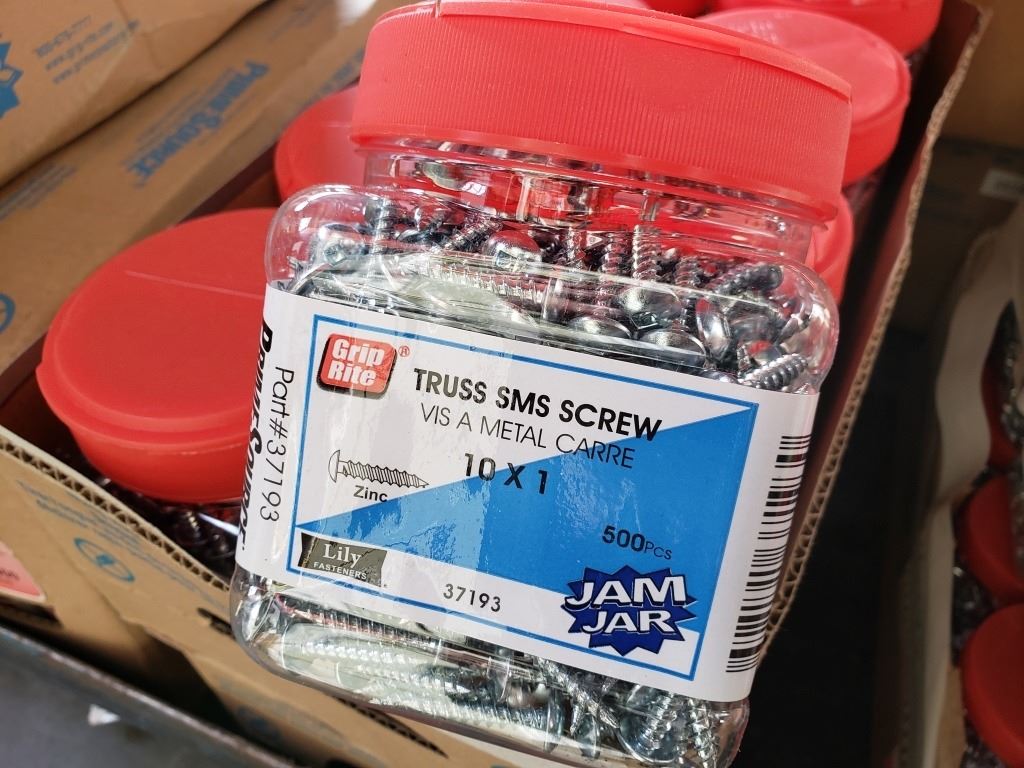 PrimeSource
Grip
Rite®
TRUSS SMS SCREW
VIS A METAL CARRE
10 X 1
Zinc
500PCS
Lily
FASTENERS
37193
JAM
JAR
Part#37193